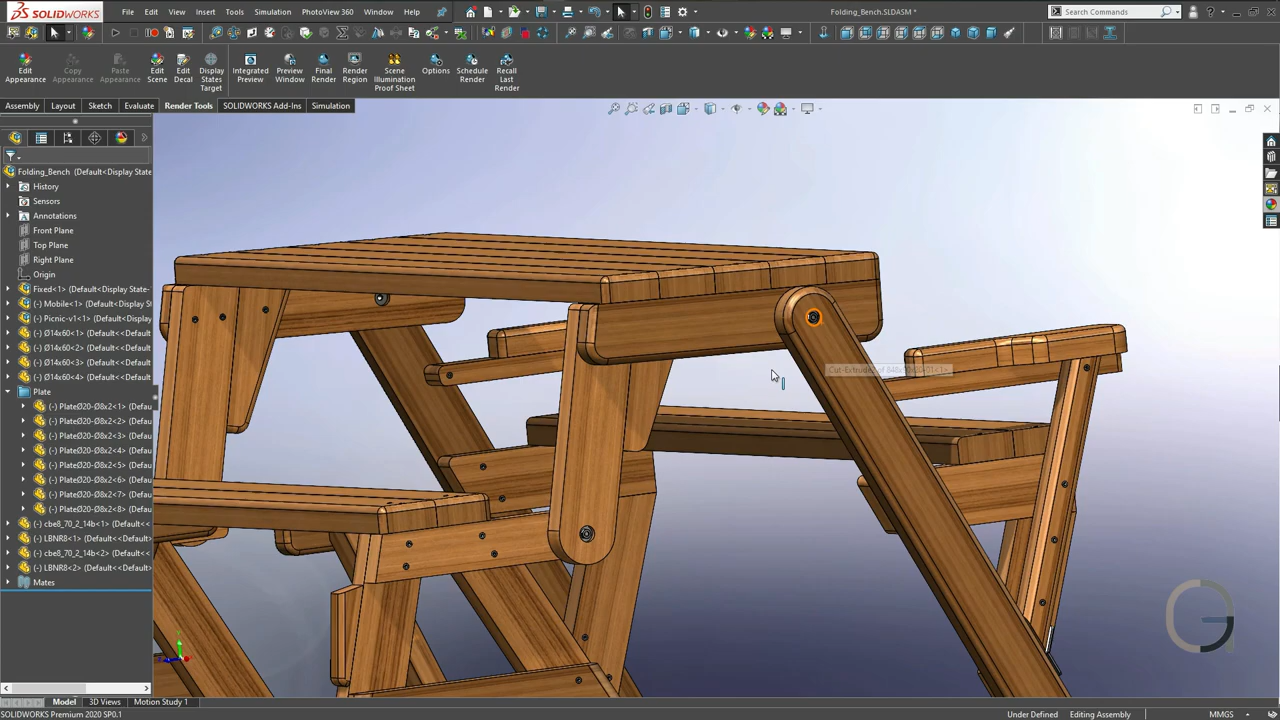 SOLIDWORKS
File Edit View Insert Tools Simulation PhotoView 360 Window Help
Folding_Bench.SLDASM *
Search Commands
Edit Appearance
Copy Appearance
Paste Appearance
Edit Scene
Edit Decal
Display States Target
Integrated Preview
Preview Window
Final Render
Render Region
Scene Illumination Proof Sheet
Options
Schedule Render
Recall Last Render
Assembly Layout Sketch Evaluate Render Tools SOLIDWORKS Add-Ins Simulation
Folding_Bench (Default<Display State-
History
Sensors
Annotations
Front Plane
Top Plane
Right Plane
Origin
Fixed<1> (Default<Display State-
(-) Mobile<1> (Default<Display St
(-) Picnic-v1<1> (Default<Display
(-) Ø14x60<1> (Default<<Default
(-) Ø14x60<2> (Default<<Default
(-) Ø14x60<3> (Default<<Default
(-) Ø14x60<4> (Default<<Default
Plate
(-) PlateØ20-Ø8x2<1> (Defau
(-) PlateØ20-Ø8x2<2> (Defau
(-) PlateØ20-Ø8x2<3> (Defau
(-) PlateØ20-Ø8x2<4> (Defau
(-) PlateØ20-Ø8x2<5> (Defau
(-) PlateØ20-Ø8x2<6> (Defau
(-) PlateØ20-Ø8x2<7> (Defau
(-) PlateØ20-Ø8x2<8> (Defau
(-) cbe8_70_2_14b<1> (Default<<
(-) LBNR8<1> (Default<<Default>
(-) cbe8_70_2_14b<2> (Default<<
(-) LBNR8<2> (Default<<Default>
Mates
Model 3D Views Motion Study 1
SOLIDWORKS Premium 2020 SP0.1
Under Defined Editing Assembly MMGS